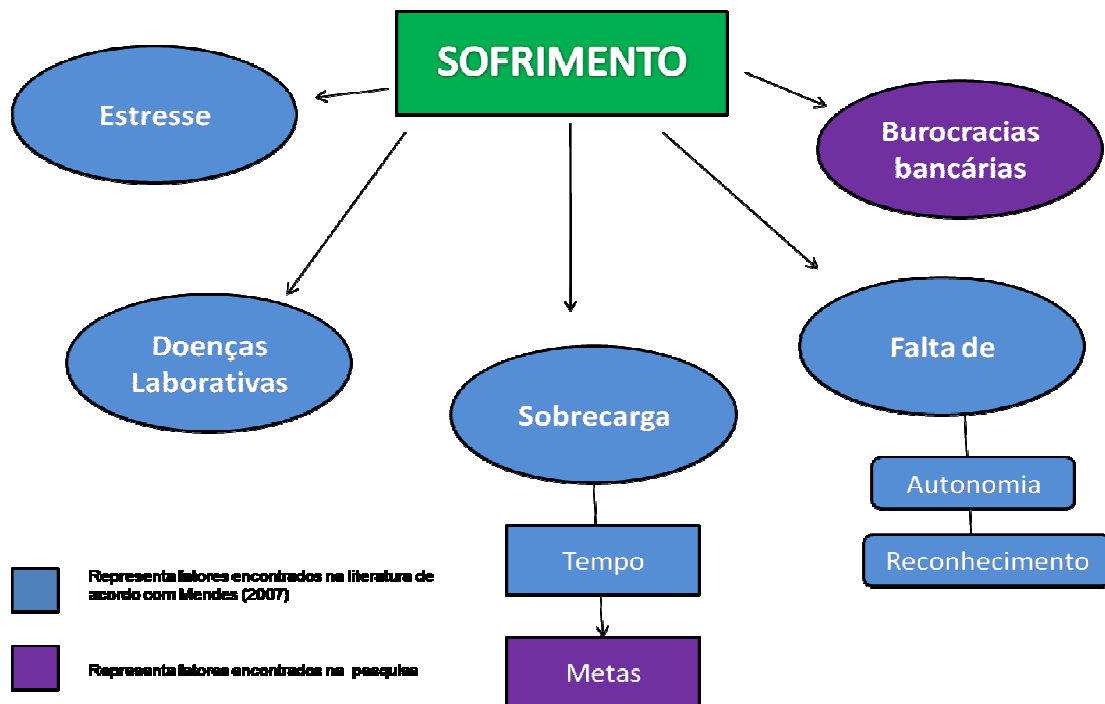 SOFRIMENTO
Estresse
Burocracias
bancárias
Doenças
Laborativas
Sobrecarga
Falta de
Autonomia
Reconhecimento
Tempo
Metas
Representa fatores encontrados na literatura de
acordo com Mendes (2007)
Representa fatores encontrados na pesquisa